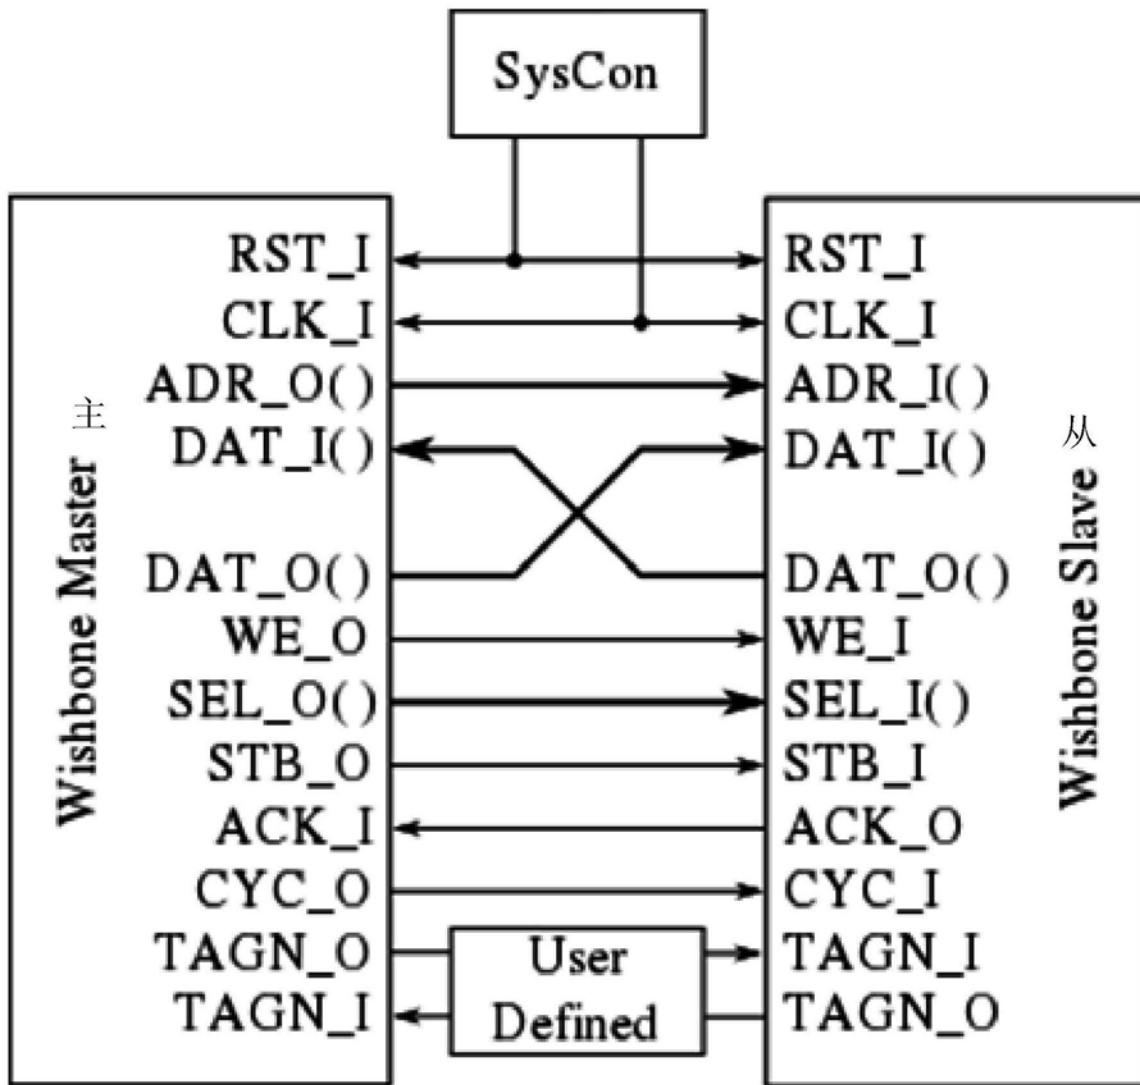 SysCon
RST_I
CLK_I
ADR_O()
DAT_I()
DAT_O()
WE_O
SEL_O()
STB_O
ACK_I
CYC_O
TAGN_O
TAGN_I
主
Wishbone Master
User
Defined
RST_I
CLK_I
ADR_I()
DAT_I()
DAT_O()
WE_I
SEL_I()
STB_I
ACK_O
CYC_I
TAGN_I
TAGN_O
从
Wishbone Slave